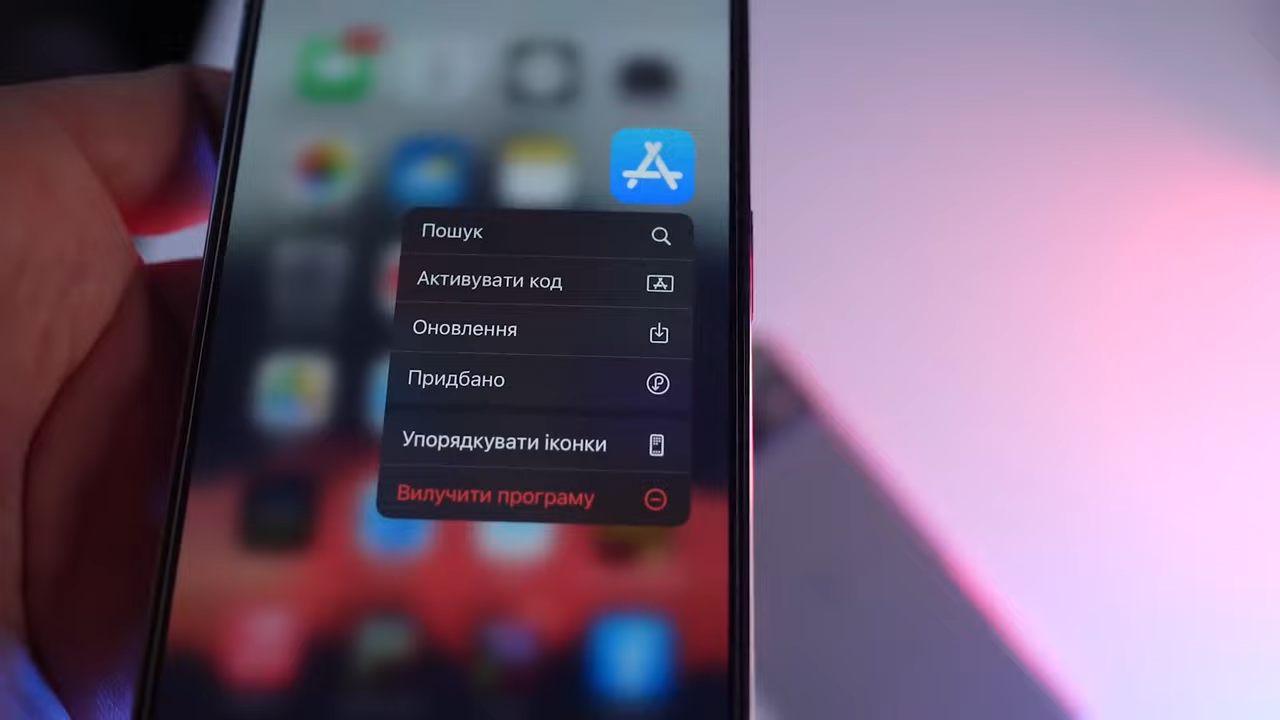 Пошук
Активувати код
Оновлення
Придбано
Упорядкувати іконки
Вилучити програму